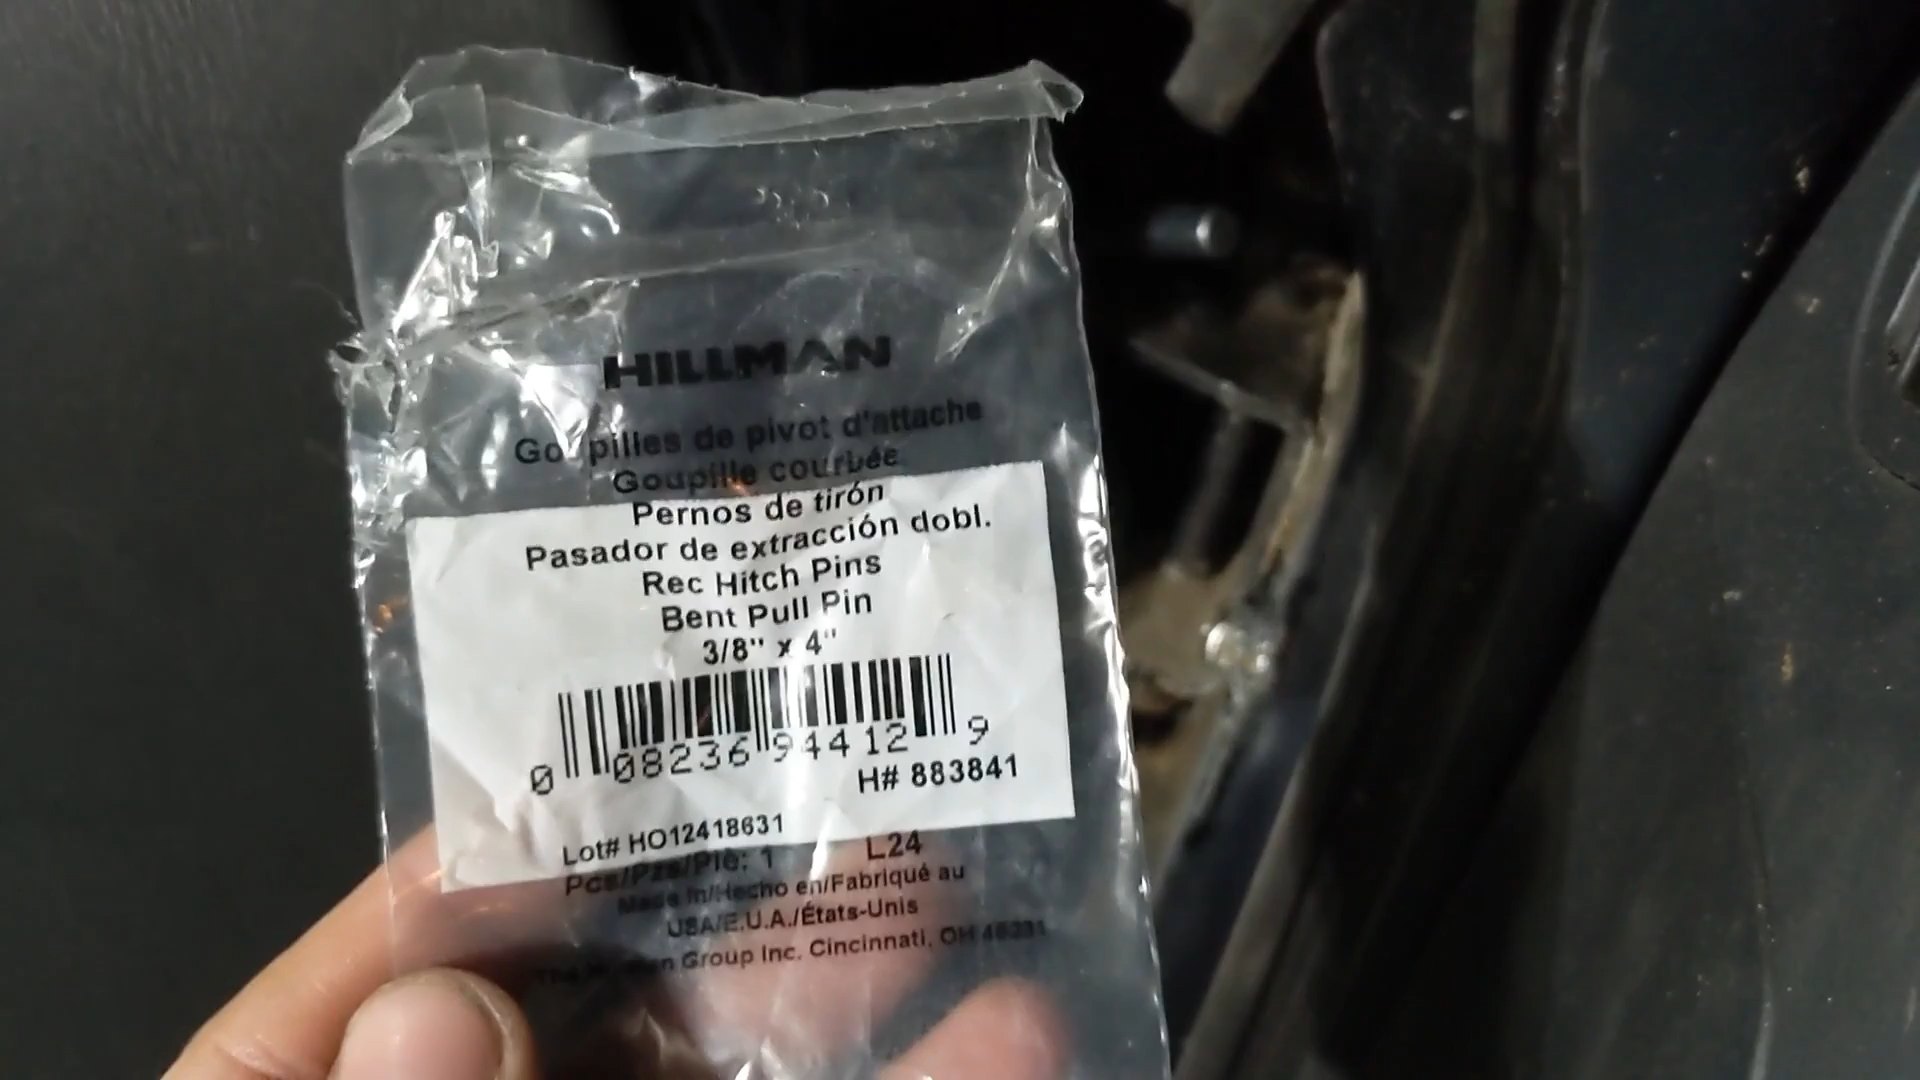 HILLMAN
Goupilles de pivot d'attache
Goupille courbée
Pernos de tirón
Pasador de extracción dobl.
Rec Hitch Pins
Bent Pull Pin
3/8" x 4"
0 08236 94412 9
H# 883841
Lot# HO12418631
L24
Pcs/Pzs/Piè: 1
Made in/Hecho en/Fabriqué au
USA/E.U.A./États-Unis
The Group Inc. Cincinnati, OH 45231